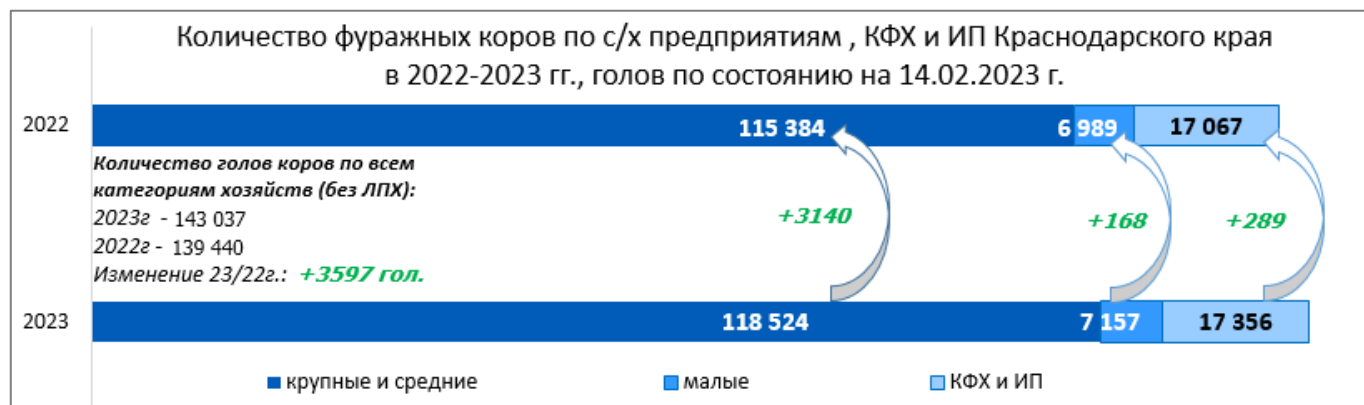 Количество фуражных коров по с/х предприятиям , КФХ и ИП Краснодарского края
в 2022-2023 гг., голов по состоянию на 14.02.2023 г.
2022
115 384
6 989
17 067
Количество голов коров по всем
категориям хозяйств (без ЛПХ):
2023г - 143 037
2022г - 139 440
Изменение 23/22г.: +3597 гол.
+3140
+168
+289
2023
118 524
7 157
17 356
крупные и средние
малые
КФХ и ИП